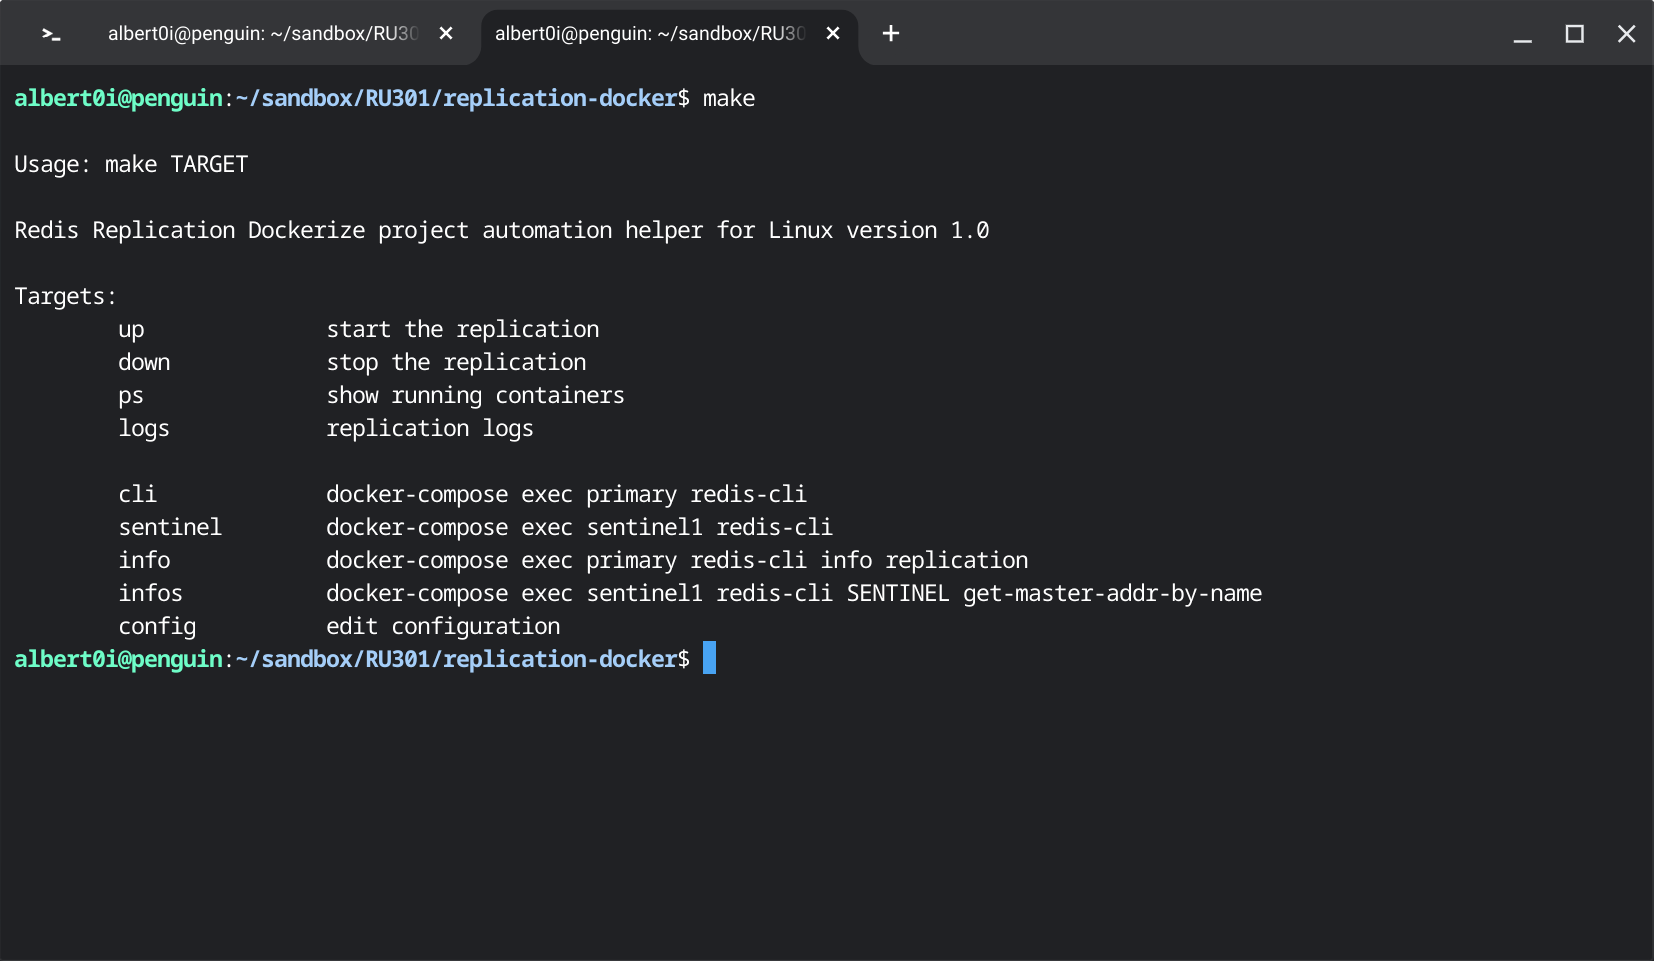 >_ albert0i@penguin: ~/sandbox/RU30 × albert0i@penguin: ~/sandbox/RU30 × +
albert0i@penguin:~/sandbox/RU301/replication-docker$ make
Usage: make TARGET
Redis Replication Dockerize project automation helper for Linux version 1.0
Targets:
up start the replication
down stop the replication
ps show running containers
logs replication logs
cli docker-compose exec primary redis-cli
sentinel docker-compose exec sentinel1 redis-cli
info docker-compose exec primary redis-cli info replication
infos docker-compose exec sentinel1 redis-cli SENTINEL get-master-addr-by-name
config edit configuration
albert0i@penguin:~/sandbox/RU301/replication-docker$